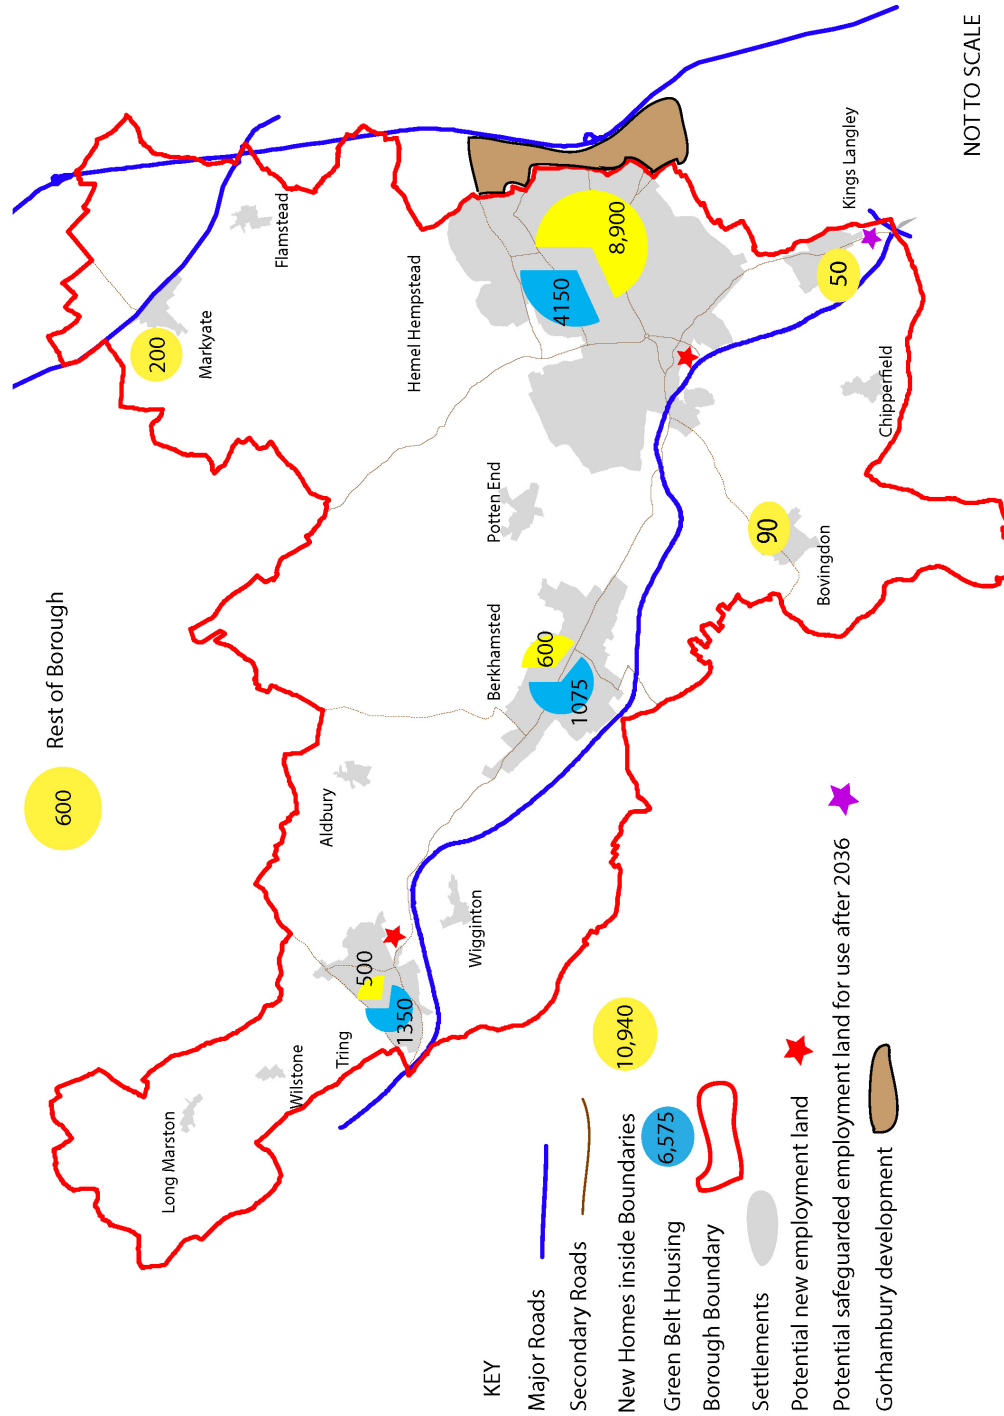 600
Rest of Borough
Long Marston
Wilstone
Tring
500
1350
Aldbury
Wigginton
Berkhamsted
600
1075
Potten End
Hemel Hempstead
4150
8,900
Markyate
200
Flamstead
Bovingdon
90
Chipperfield
Kings Langley
50
KEY
Major Roads
Secondary Roads
New Homes inside Boundaries
10,940
Green Belt Housing
6,575
Borough Boundary
Settlements
Potential new employment land
Potential safeguarded employment land for use after 2036
Gorhambury development
NOT TO SCALE